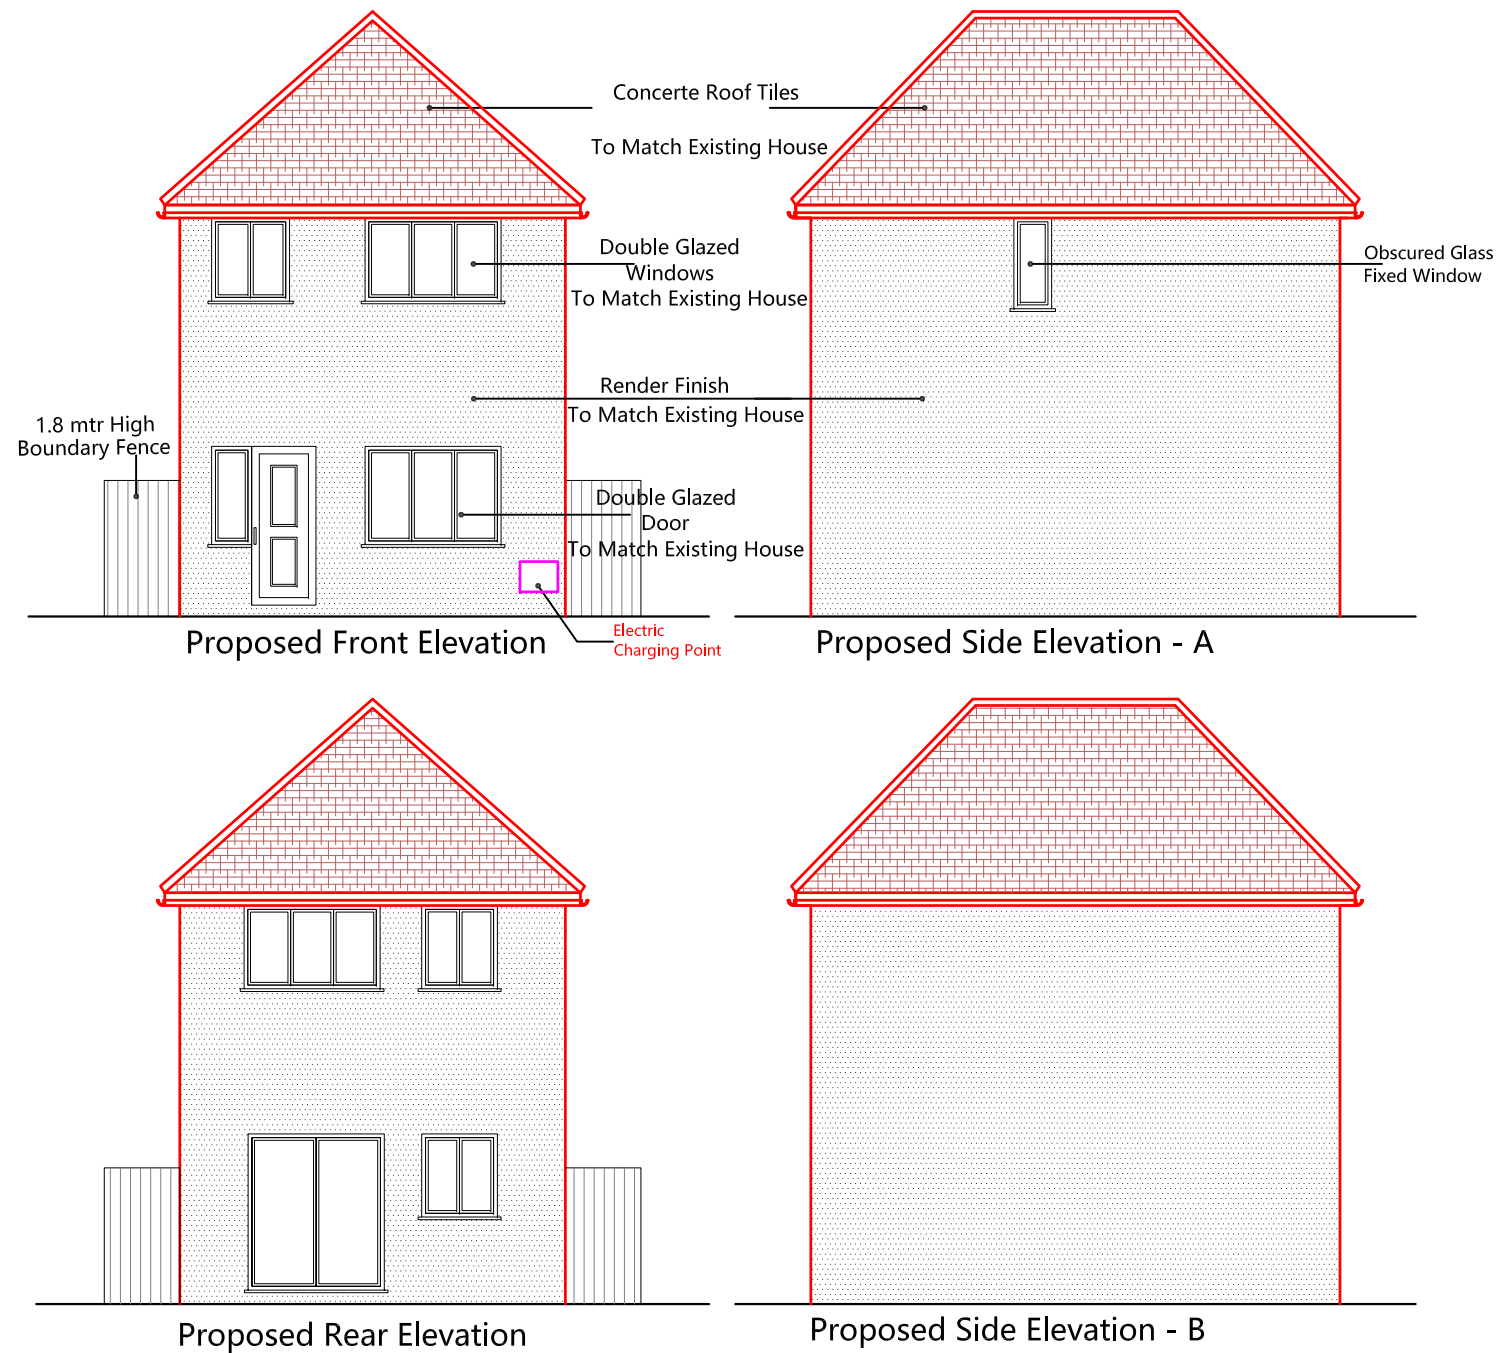 Concerte Roof Tiles
To Match Existing House
Double Glazed
Windows
To Match Existing House
Obscured Glass
Fixed Window
Render Finish
To Match Existing House
1.8 mtr High
Boundary Fence
Double Glazed
Door
To Match Existing House
Electric
Charging Point
Proposed Front Elevation
Proposed Side Elevation - A
Proposed Rear Elevation
Proposed Side Elevation - B